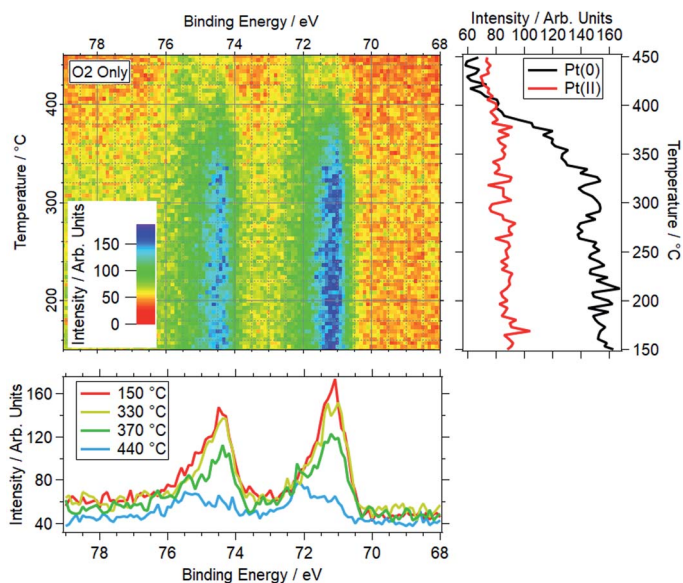 Binding Energy / eV
78 76 74 72 70 68
O2 Only
Temperature / °C
400
300
200
Intensity / Arb. Units
150
100
50
0
Intensity / Arb. Units
60 80 100 120 140 160
Pt(0)
Pt(II)
450
400
350
300
250
200
150
Temperature / °C
Intensity / Arb. Units
160
120
80
40
150 °C
330 °C
370 °C
440 °C
78 76 74 72 70 68
Binding Energy / eV